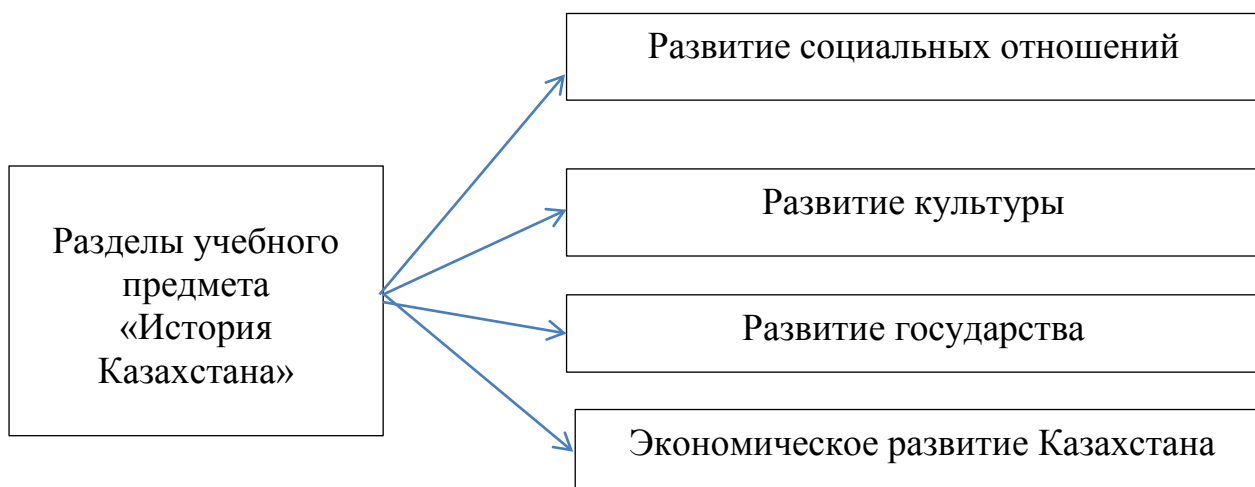 Разделы учебного
предмета
«История
Казахстана»
Развитие социальных отношений
Развитие культуры
Развитие государства
Экономическое развитие Казахстана